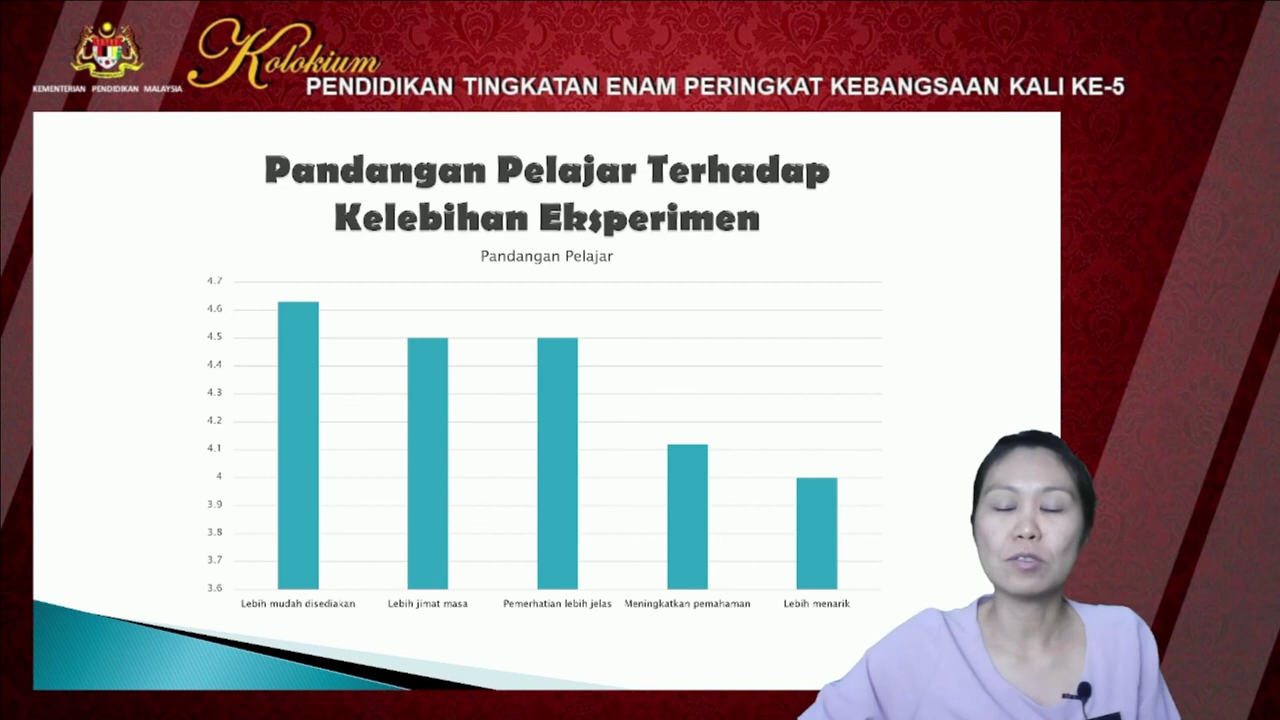 Kolokium
KEMENTERIAN PENDIDIKAN MALAYSIA
PENDIDIKAN TINGKATAN ENAM PERINGKAT KEBANGSAAN KALI KE-5
Pandangan Pelajar Terhadap
Kelebihan Eksperimen
Pandangan Pelajar
4.7
4.6
4.5
4.4
4.3
4.2
4.1
4
3.9
3.8
3.7
3.6
Lebih mudah disediakan Lebih jimat masa Pemerhatian lebih jelas Meningkatkan pemahaman Lebih menarik